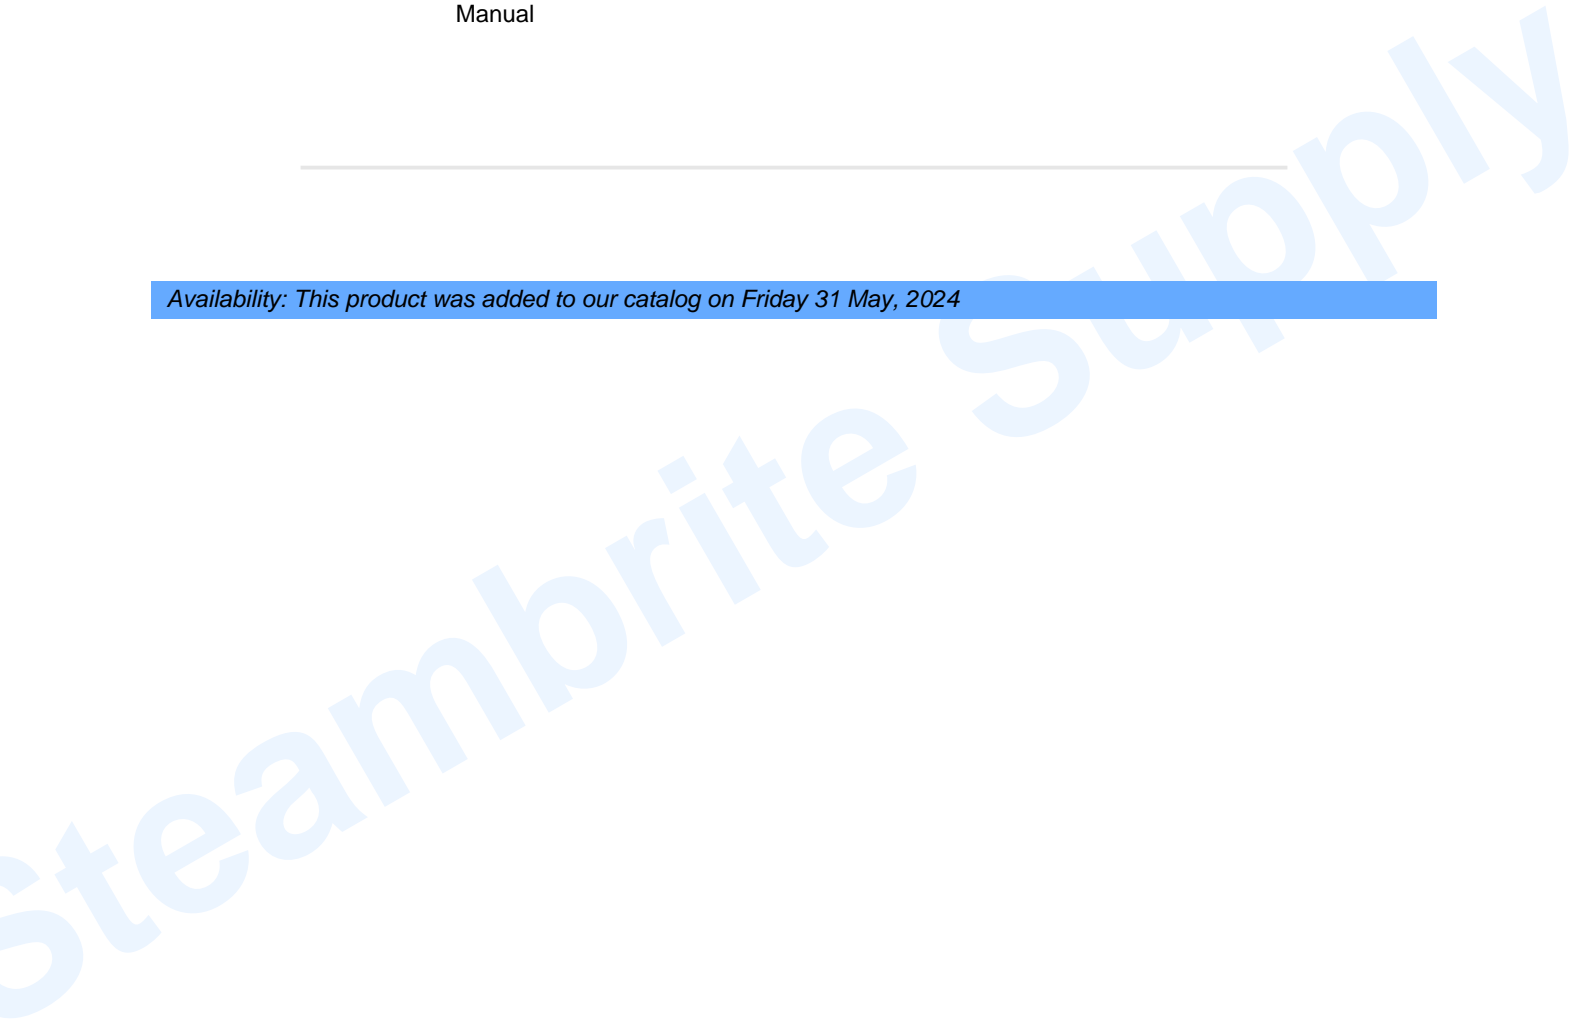 Manual
Availability: This product was added to our catalog on Friday 31 May, 2024
Steambrite Supply